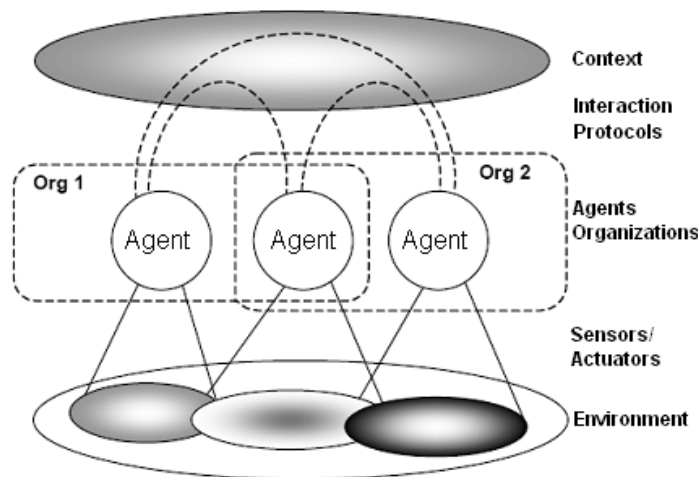 Context
Interaction
Protocols
Org 1
Org 2
Agent
Agent
Agent
Agents
Organizations
Sensors/
Actuators
Environment